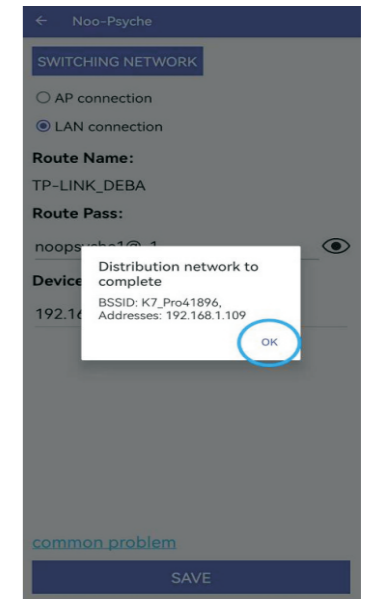 ← Noo-Psyche
SWITCHING NETWORK
AP connection
LAN connection
Route Name:
TP-LINK_DEBA
Route Pass:
Device
192.16
Distribution network to
complete
BSSID: K7_Pro41896,
Addresses: 192.168.1.109
OK
common problem
SAVE